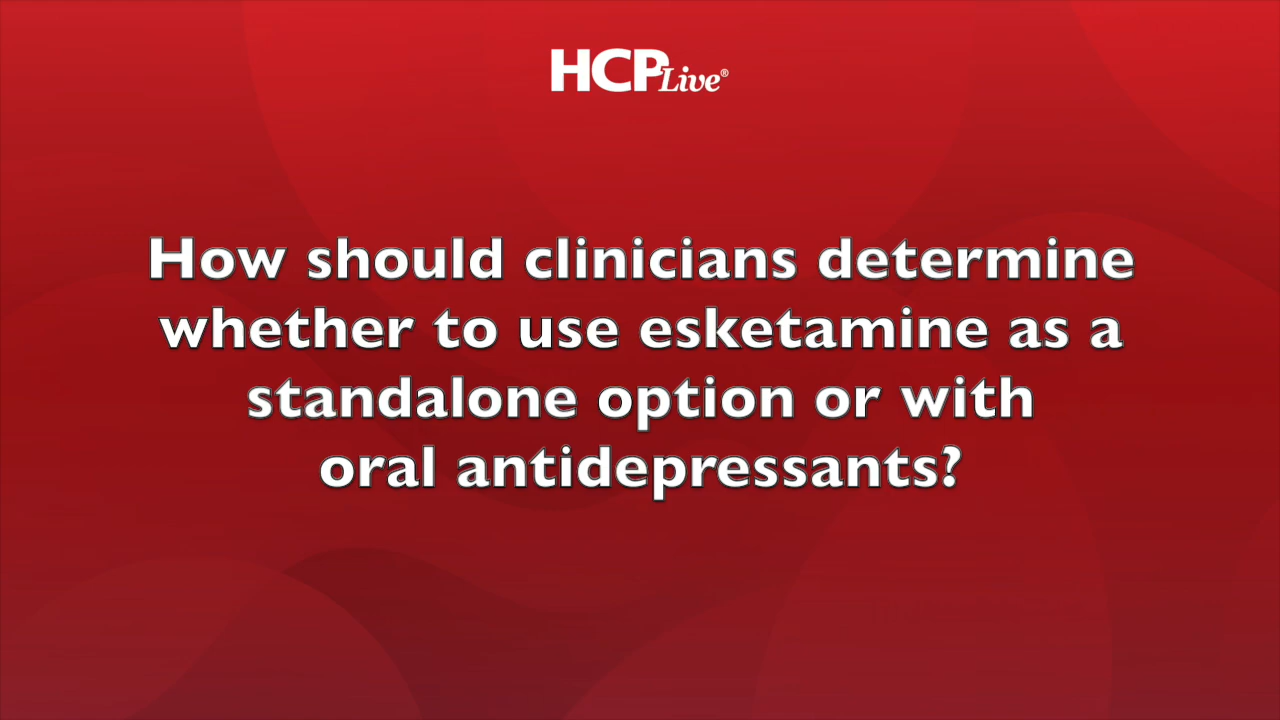 HCPLive®
How should clinicians determine
whether to use esketamine as a
standalone option or with
oral antidepressants?